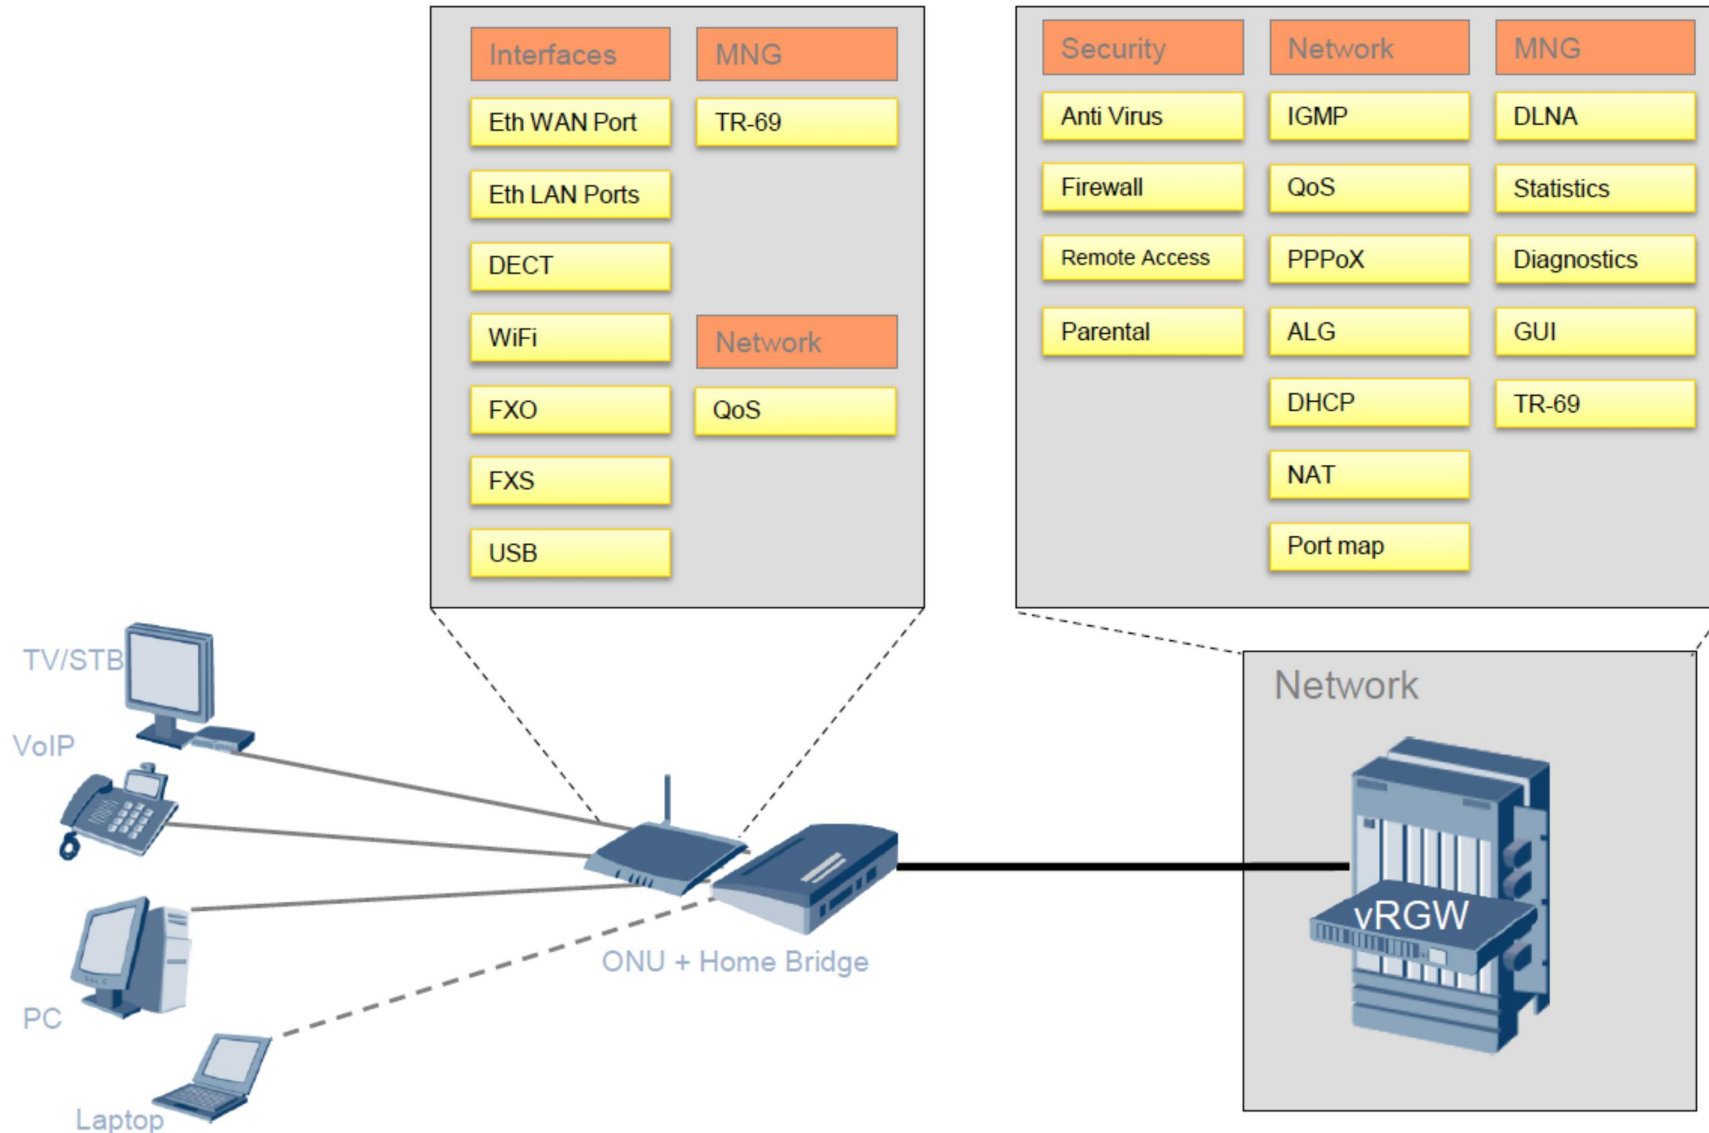 Interfaces
Eth WAN Port
Eth LAN Ports
DECT
WiFi
FXO
FXS
USB
MNG
TR-69
Network
QoS
Security
Anti Virus
Firewall
Remote Access
Parental
Network
IGMP
QoS
PPPoX
ALG
DHCP
NAT
Port map
MNG
DLNA
Statistics
Diagnostics
GUI
TR-69
TV/STB
VoIP
PC
Laptop
ONU + Home Bridge
Network
vRGW